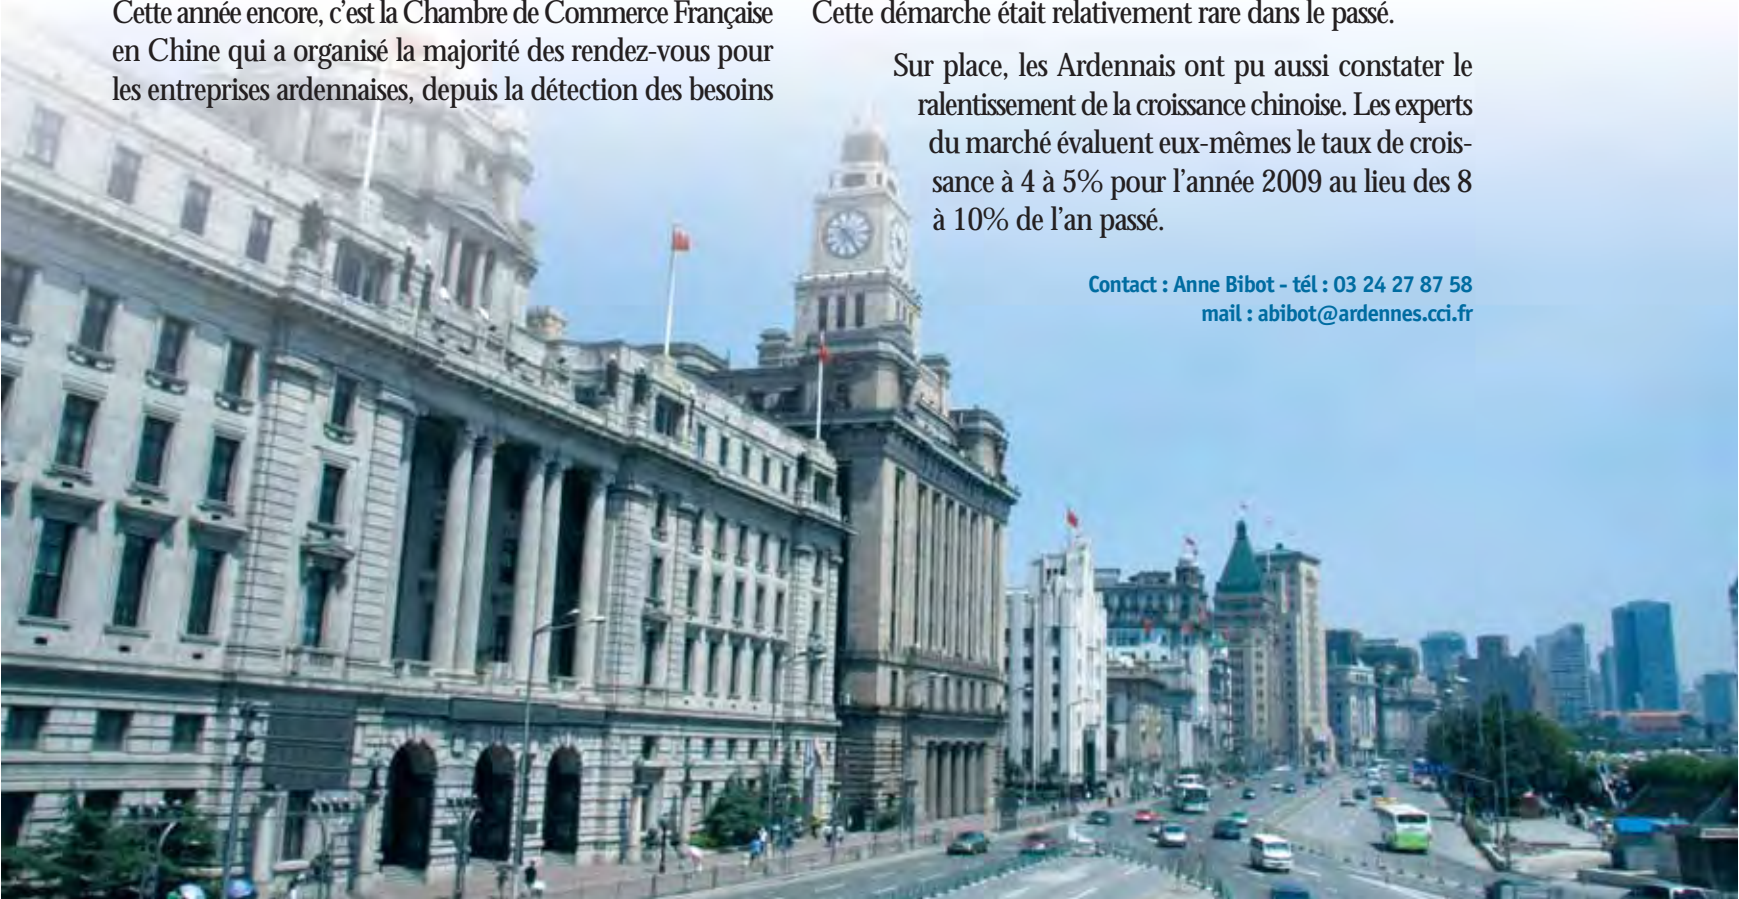 Cette année encore, c’est la Chambre de Commerce Française
en Chine qui a organisé la majorité des rendez-vous pour
les entreprises ardennaises, depuis la détection des besoins
Cette démarche était relativement rare dans le passé.
Sur place, les Ardennais ont pu aussi constater le
ralentissement de la croissance chinoise. Les experts
du marché évaluent eux-mêmes le taux de crois-
sance à 4 à 5% pour l’année 2009 au lieu des 8
à 10% de l’an passé.
Contact : Anne Bibot - tél : 03 24 27 87 58
mail : abibot@ardennes.cci.fr